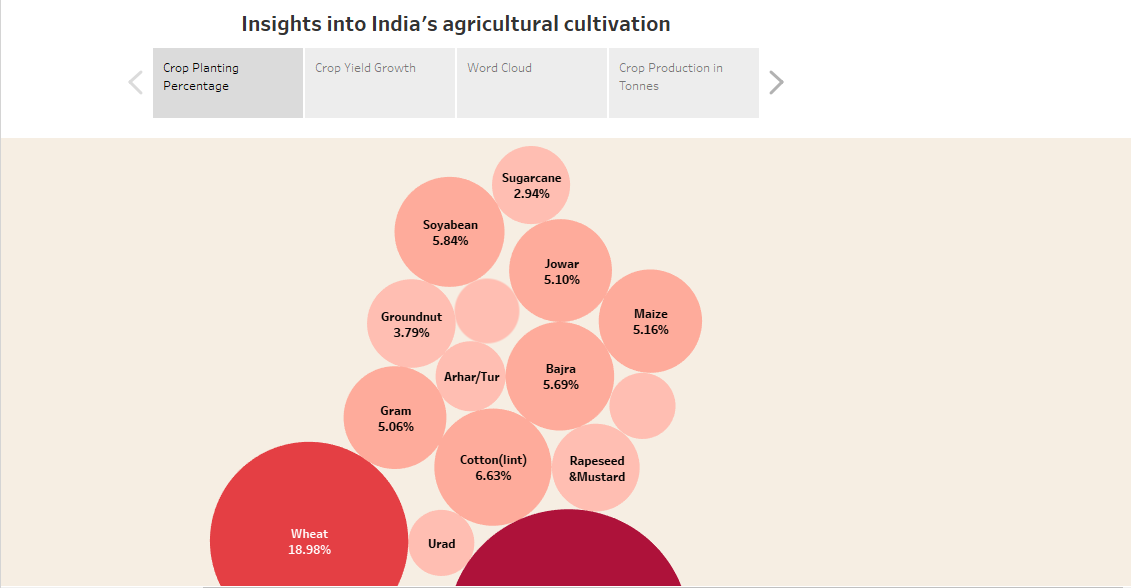 Insights into India’s agricultural cultivation
Crop Planting
Percentage
Crop Yield Growth
Word Cloud
Crop Production in
Tonnes
Sugarcane
2.94%
Soyabean
5.84%
Jowar
5.10%
Groundnut
3.79%
Maize
5.16%
Arhar/Tur
Bajra
5.69%
Gram
5.06%
Cotton(lint)
6.63%
Rapeseed
&Mustard
Wheat
18.98%
Urad